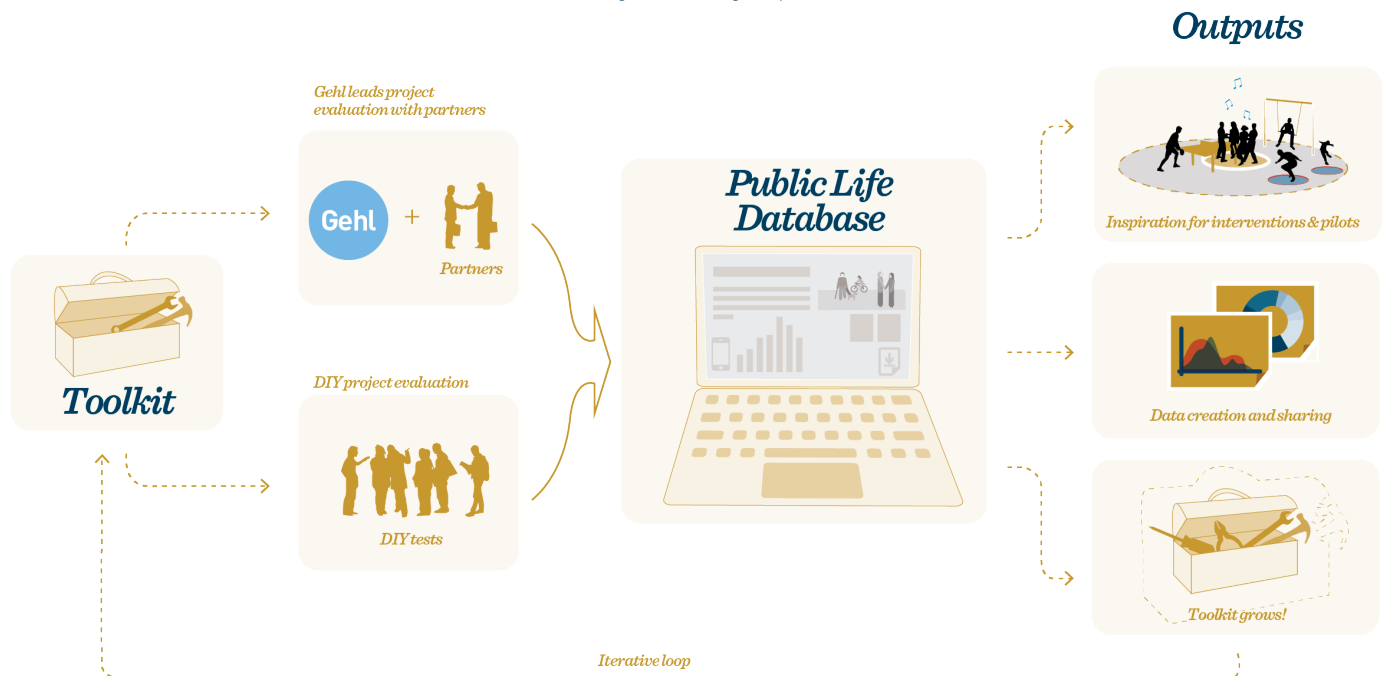 Outputs
Gehl leads project
evaluation with partners
Gehl
+
Partners
Public Life
Database
Inspiration for interventions & pilots
Toolkit
DIY project evaluation
DIY tests
Data creation and sharing
Toolkit grows!
Iterative loop